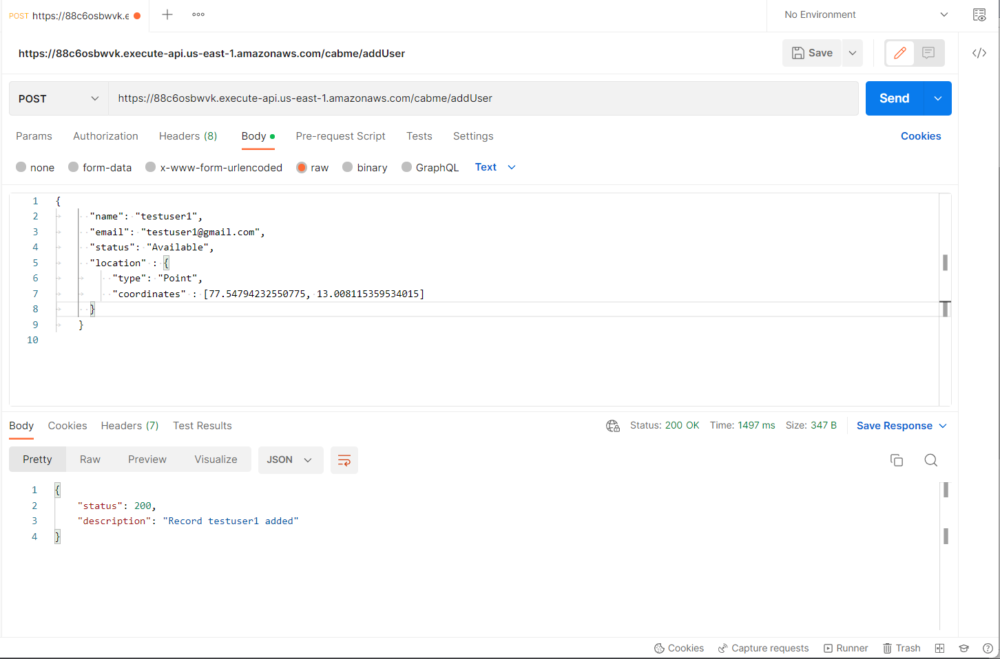 POST https://88c6osbwvk.e
No Environment
https://88c6osbwvk.execute-api.us-east-1.amazonaws.com/cabme/addUser
Save
POST https://88c6osbwvk.execute-api.us-east-1.amazonaws.com/cabme/addUser Send
Params Authorization Headers (8) Body Pre-request Script Tests Settings Cookies
none form-data x-www-form-urlencoded raw binary GraphQL Text
1 {
2 "name": "testuser1",
3 "email": "testuser1@gmail.com",
4 "status": "Available",
5 "location" : {
6 "type": "Point",
7 "coordinates" : [77.54794232550775, 13.008115359534015]
8 }
9 }
10
Body Cookies Headers (7) Test Results Status: 200 OK Time: 1497 ms Size: 347 B Save Response
Pretty Raw Preview Visualize JSON
1 {
2 "status": 200,
3 "description": "Record testuser1 added"
4 }
Cookies Capture requests Runner Trash